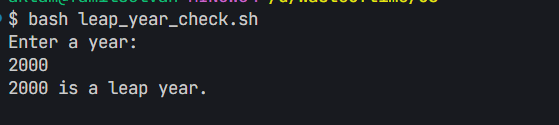 $ bash leap_year_check.sh
Enter a year:
2000
2000 is a leap year.